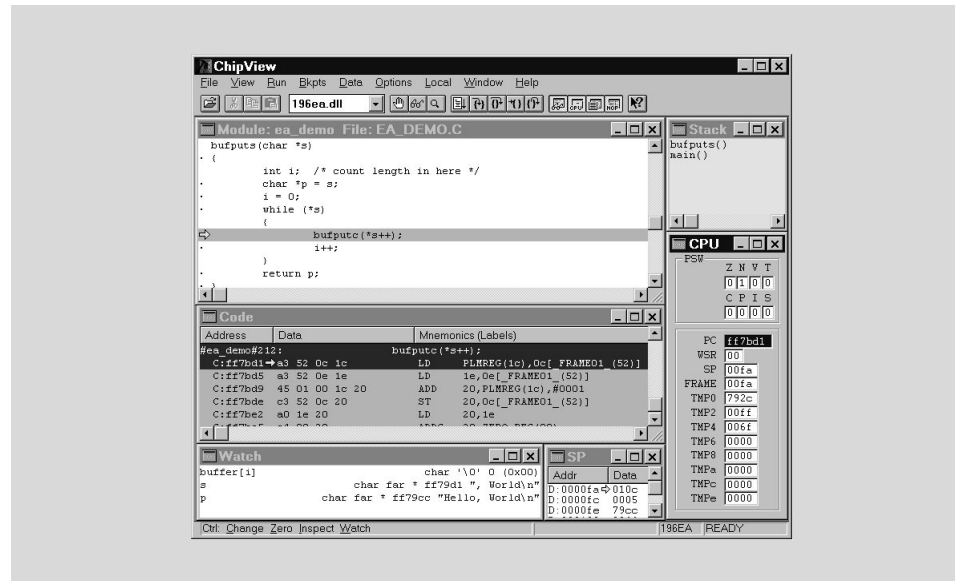 ChipView
File View Run Bkpts Data Options Local Window Help
196ea.dll
Module: ea_demo File: EA_DEMO.C
bufputs(char *s)
{
int i; /* count length in here */
char *p = s;
i = 0;
while (*s)
{
bufputc(*s++);
i++;
}
return p;
}
Stack
bufputs()
main()
CPU
PSW
Z N V T
0 1 0 0
C P I S
0 0 0 0
PC ff7bd1
WSR 00
SP 00fa
FRAME 00fa
TMP0 792c
TMP2 00ff
TMP4 006f
TMP6 0000
TMP8 0000
TMPa 0000
TMPc 0000
TMPe 0000
Code
Address Data Mnemonics (Labels)
#ea_demo#212: bufputc(*s++);
C:ff7bd1 a3 52 0c 1c LD PLMREG(1c),0c[_FRAME01_(52)]
C:ff7bd5 a3 52 0e 1e LD 1e,0e[_FRAME01_(52)]
C:ff7bd9 45 01 00 1c 20 ADD 20,PLMREG(1c),#0001
C:ff7bde c3 52 0c 20 ST 20,0c[_FRAME01_(52)]
C:ff7be2 a0 1e 20 LD 20,1e
Watch
buffer[i] char '\0' 0 (0x00)
s char far * ff79d1 ", World\n"
p char far * ff79cc "Hello, World\n"
SP
Addr Data
D:0000fa 010c
D:0000fc 0005
D:0000fe 79cc
Ctrl: Change Zero Inspect Watch
196EA READY